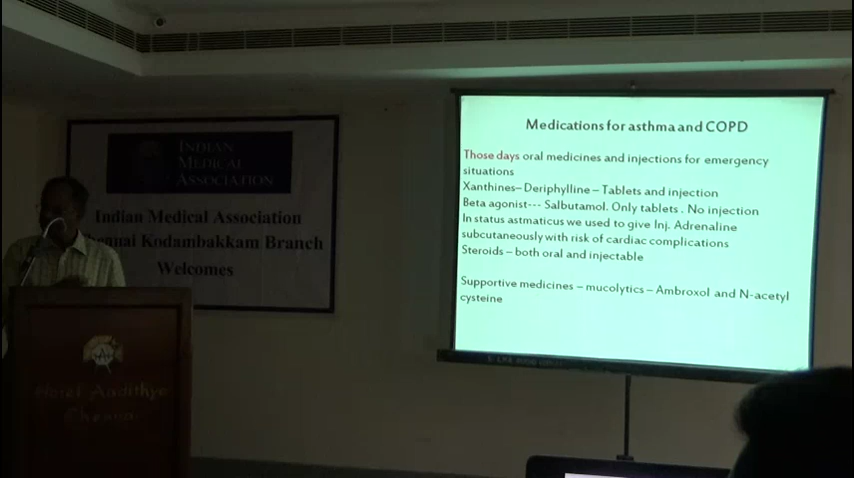 INDIAN
MEDICAL
ASSOCIATION
Indian Medical Association
Chennai Kodambakkam Branch
Welcomes
Hotel Aadithya
Chennai
Medications for asthma and COPD
Those days oral medicines and injections for emergency
situations
Xanthines– Deriphylline – Tablets and injection
Beta agonist--- Salbutamol. Only tablets . No injection
In status astmaticus we used to give Inj. Adrenaline
subcutaneously with risk of cardiac complications
Steroids – both oral and injectable
Supportive medicines – mucolytics – Ambroxol and N-acetyl
cysteine